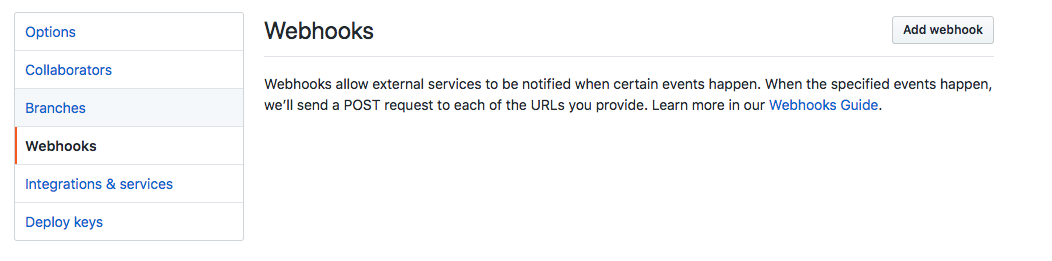 Options
Collaborators
Branches
Webhooks
Integrations & services
Deploy keys
Webhooks
Add webhook
Webhooks allow external services to be notified when certain events happen. When the specified events happen,
we’ll send a POST request to each of the URLs you provide. Learn more in our Webhooks Guide.